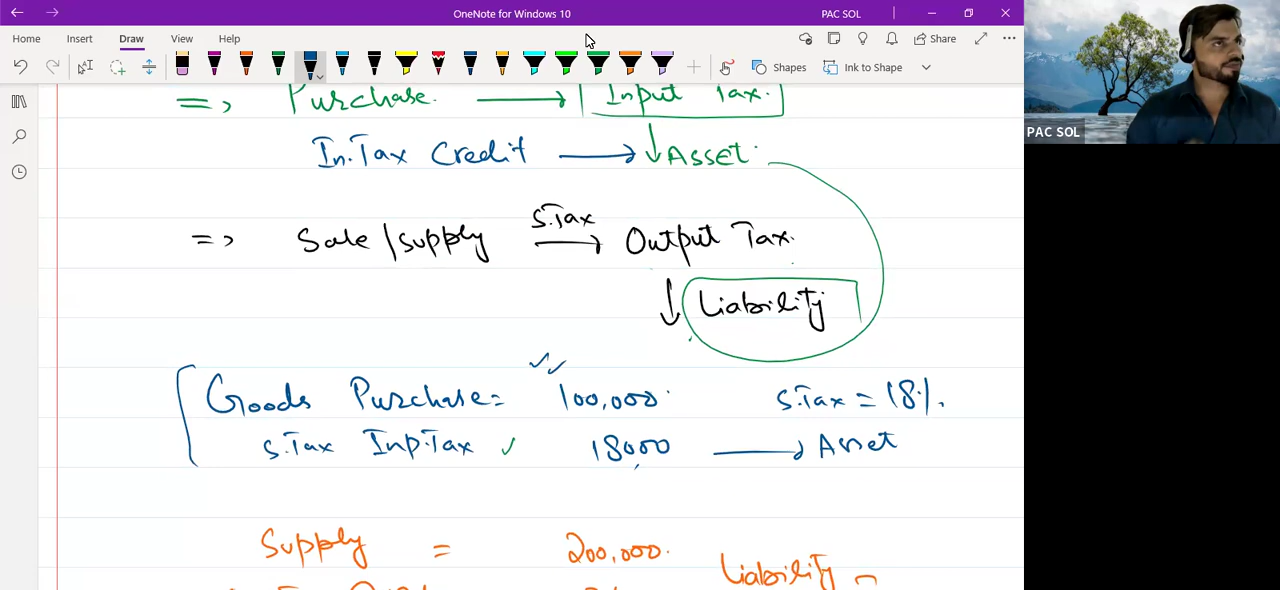 OneNote for Windows 10
PAC SOL
Home Insert Draw View Help
Share
Shapes
Ink to Shape
=> Purchase. → Input Tax.
In.Tax Credit → ↓ Asset.
=> Sale/Supply S.Tax → Output Tax.
↓ Liability
Goods Purchase = 100,000. S.Tax = 18%.
S.Tax Inp.Tax ✓ 18000 → Asset
Supply = 200,000.
Liability =
PAC SOL